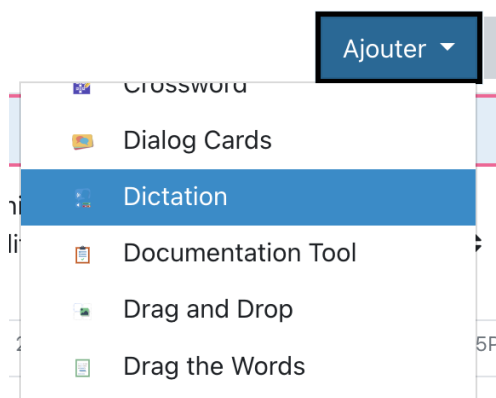 Ajouter
Crossword
Dialog Cards
Dictation
Documentation Tool
Drag and Drop
Drag the Words